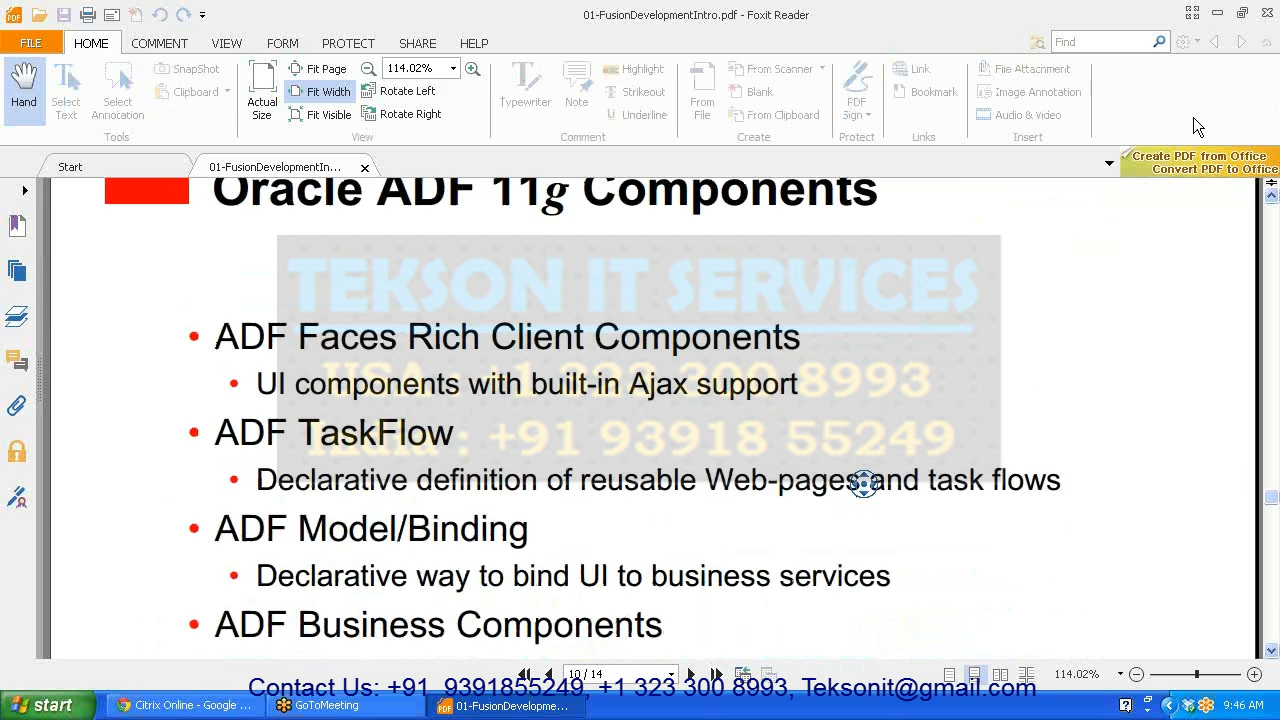 01-FusionDevelopmentIntro.pdf - Foxit Reader
FILE HOME COMMENT VIEW FORM PROTECT SHARE HELP
Find
Hand
Select Text
Select Annotation
SnapShot
Clipboard
Tools
Actual Size
Fit Page
Fit Width
Fit Visible
114.02%
Rotate Left
Rotate Right
View
Typewriter
Note
Highlight
Strikeout
Underline
Comment
From File
From Scanner
Blank
From Clipboard
Create
PDF Sign
Protect
Link
Bookmark
Links
File Attachment
Image Annotation
Audio & video
Insert
Start
01-FusionDevelopmentIn...
Create PDF from Office
Convert PDF to Office
Oracle ADF 11g Components
TEKSON IT SERVICES
• ADF Faces Rich Client Components
• UI components with built-in Ajax support
• ADF TaskFlow
• Declarative definition of reusable Web-pages and task flows
• ADF Model/Binding
• Declarative way to bind UI to business services
• ADF Business Components
10 / 14
114.02%
Contact Us: +91 9391855249, +1 323 300 8993, Teksonit@gmail.com
start
Citrix Online - Google ...
GoToMeeting
01-FusionDevelopme...
9:46 AM